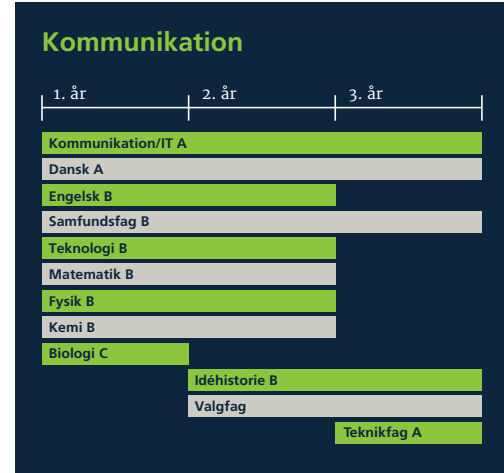 Kommunikation
1. år 2. år 3. år
Kommunikation/IT A
Dansk A
Engelsk B
Samfundsfag B
Teknologi B
Matematik B
Fysik B
Kemi B
Biologi C
Idéhistorie B
Valgfag
Teknikfag A